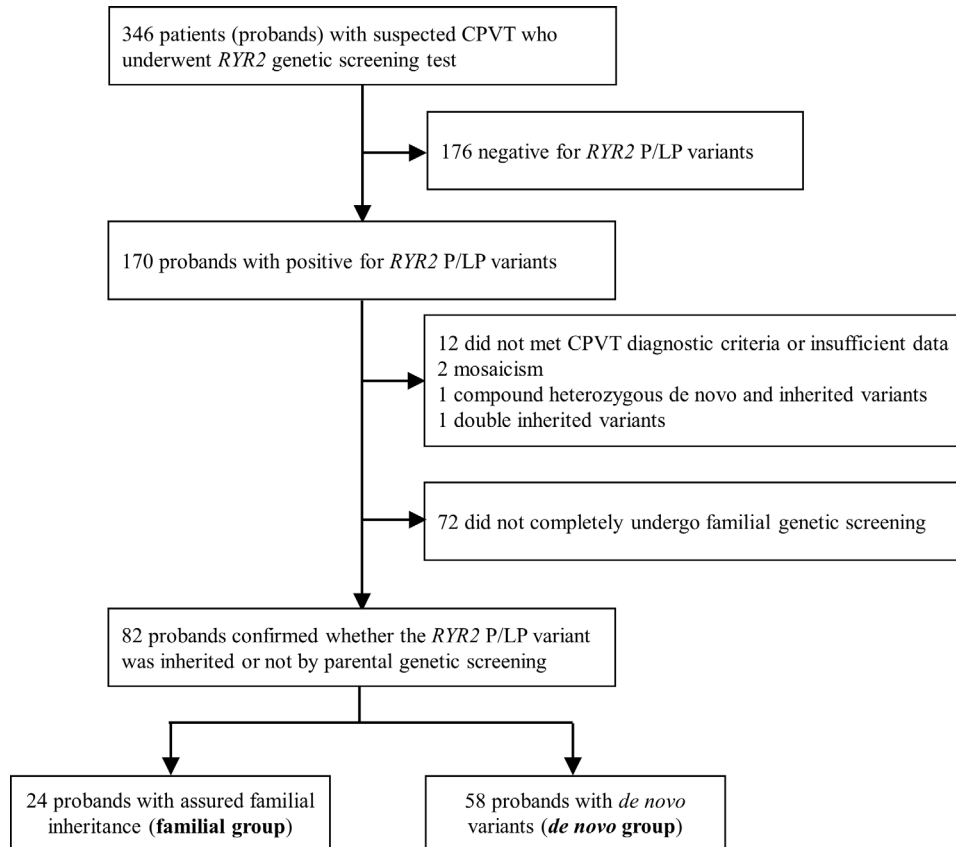 346 patients (probands) with suspected CPVT who
underwent RYR2 genetic screening test
176 negative for RYR2 P/LP variants
170 probands with positive for RYR2 P/LP variants
12 did not met CPVT diagnostic criteria or insufficient data
2 mosaicism
1 compound heterozygous de novo and inherited variants
1 double inherited variants
72 did not completely undergo familial genetic screening
82 probands confirmed whether the RYR2 P/LP variant
was inherited or not by parental genetic screening
24 probands with assured familial
inheritance (familial group)
58 probands with de novo
variants (de novo group)